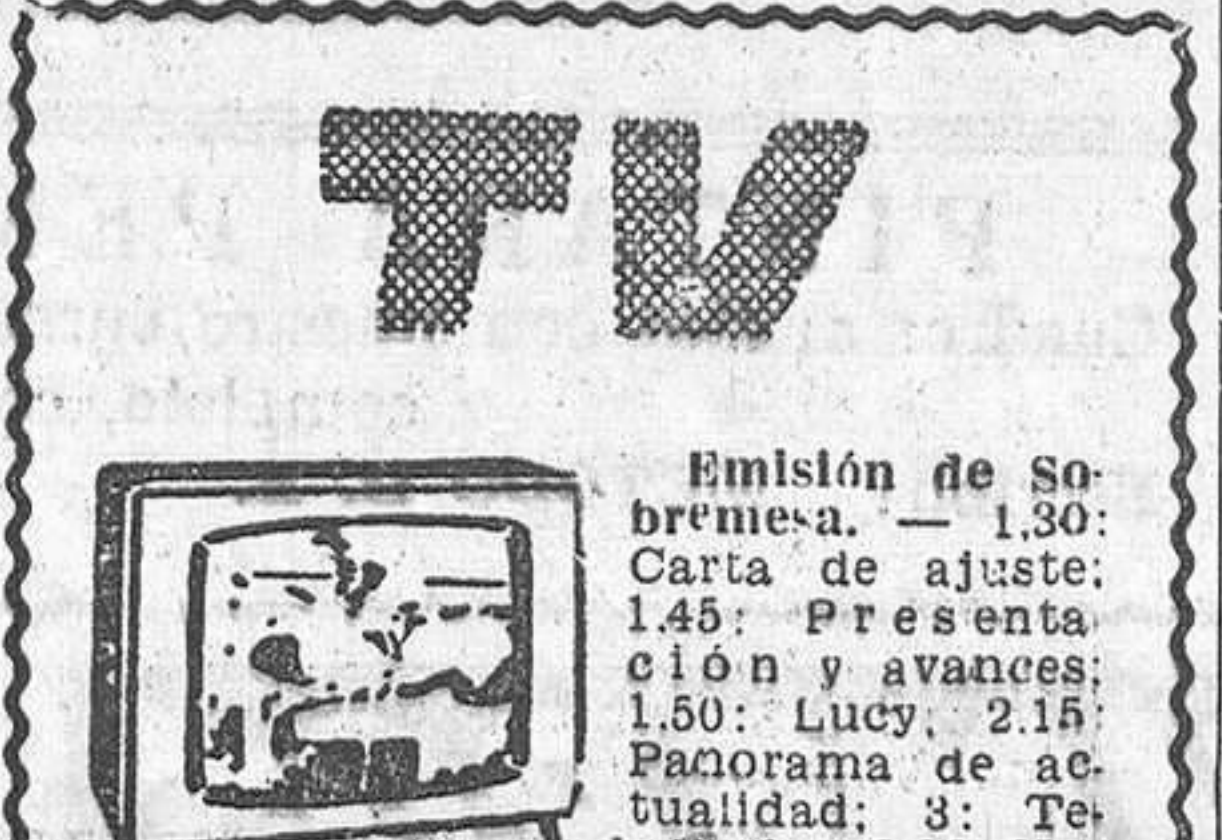 TV
Emisión de So-
bremesa. — 1,30:
Carta de ajuste;
1.45: Presenta-
ción y avances;
1.50: Lucy; 2.15:
Panorama de ac-
tualidad; 3: Te-